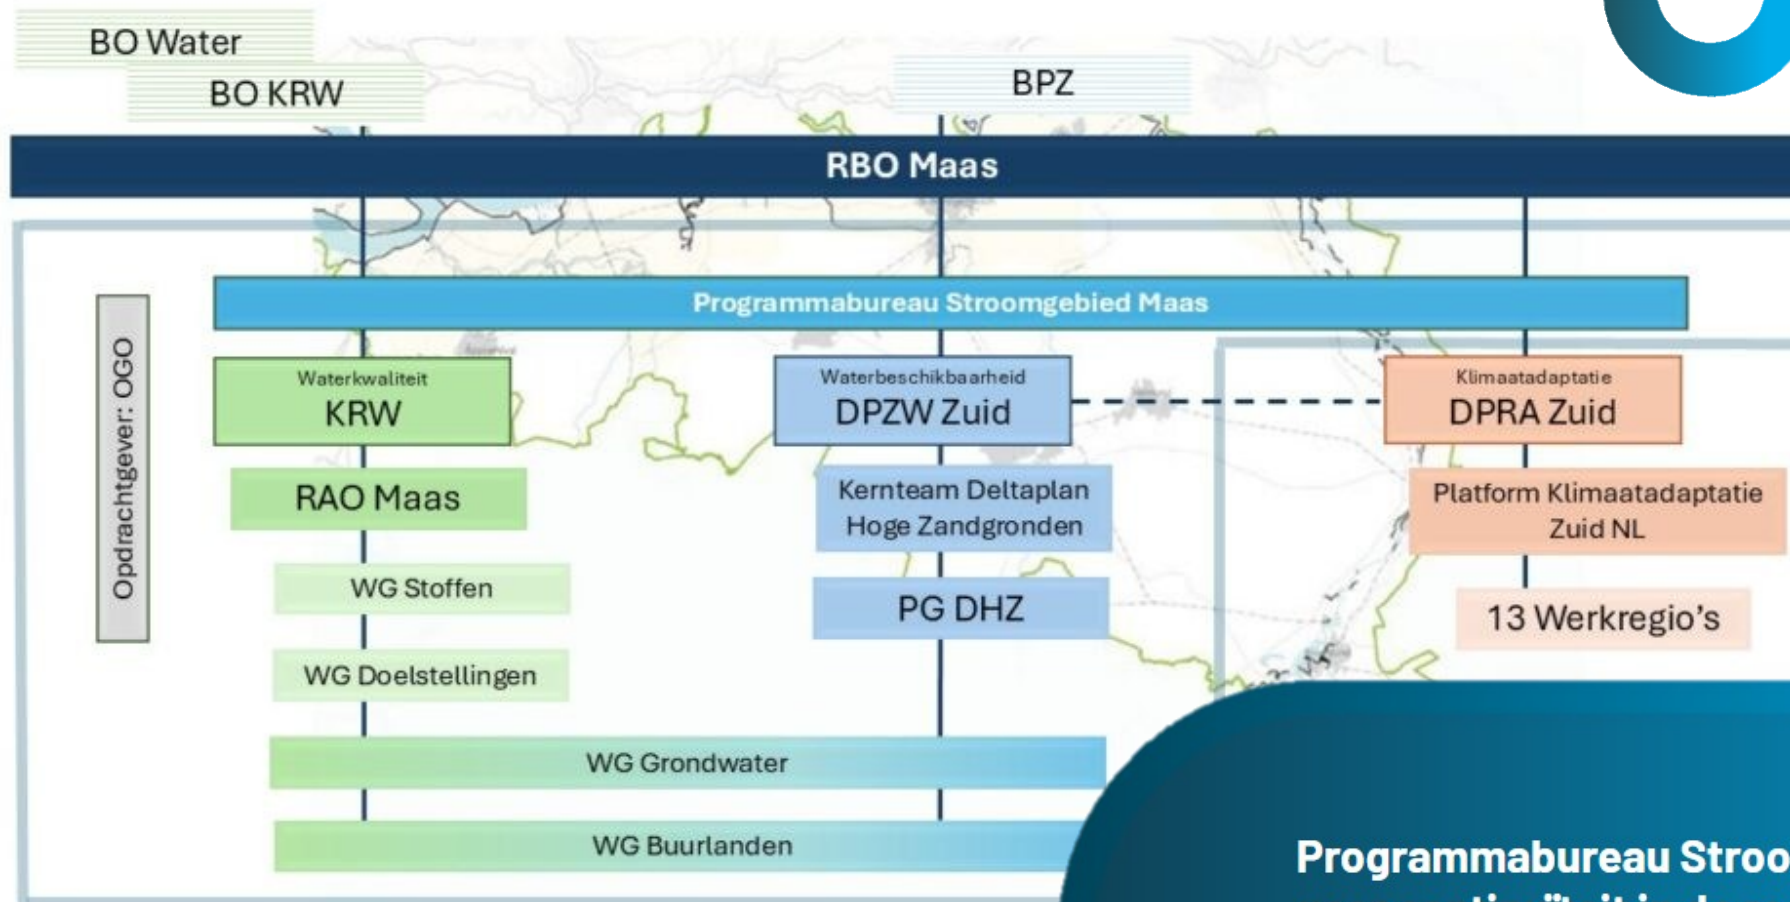 BO Water
BO KRW
BPZ
RBO Maas
Programmabureau Stroomgebied Maas
Opdrachtgever: OGO
Waterkwaliteit
KRW
Waterbeschikbaarheid
DPZW Zuid
Klimaatadaptatie
DPRA Zuid
RAO Maas
Kernteam Deltaplan
Hoge Zandgronden
Platform Klimaatadaptatie
Zuid NL
WG Stoffen
PG DHZ
13 Werkregio's
WG Doelstellingen
WG Grondwater
WG Buurlanden
Programmabureau Stroo